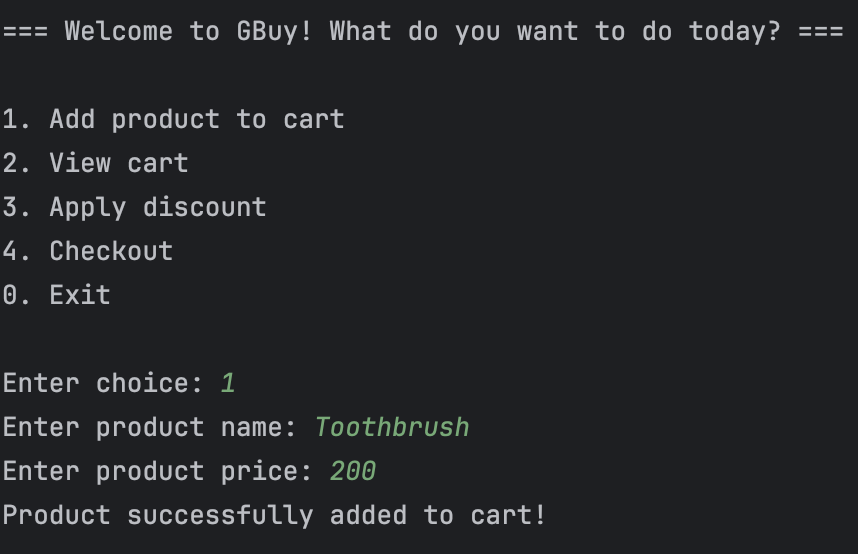 === Welcome to GBuy! What do you want to do today? ===
1. Add product to cart
2. View cart
3. Apply discount
4. Checkout
0. Exit
Enter choice: 1
Enter product name: Toothbrush
Enter product price: 200
Product successfully added to cart!